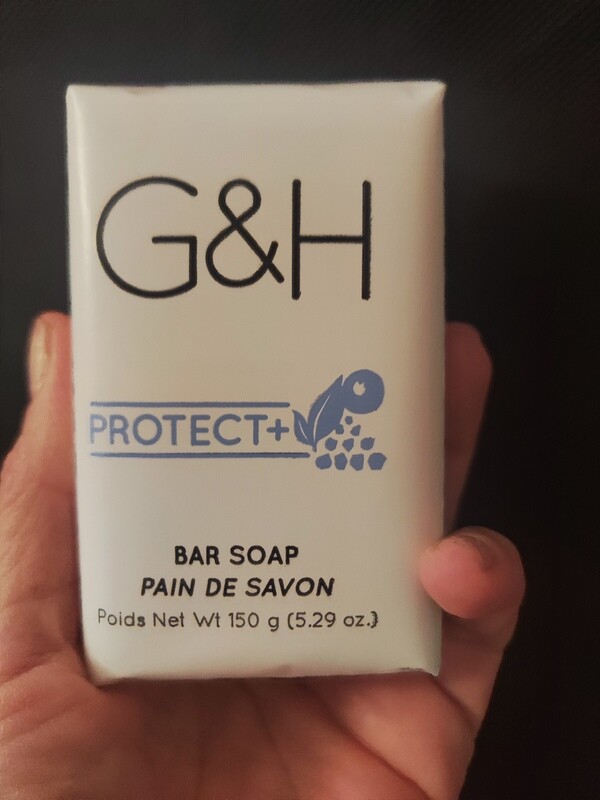 G&H
PROTECT+
BAR SOAP
PAIN DE SAVON
Poids Net Wt 150 g (5.29 oz.)